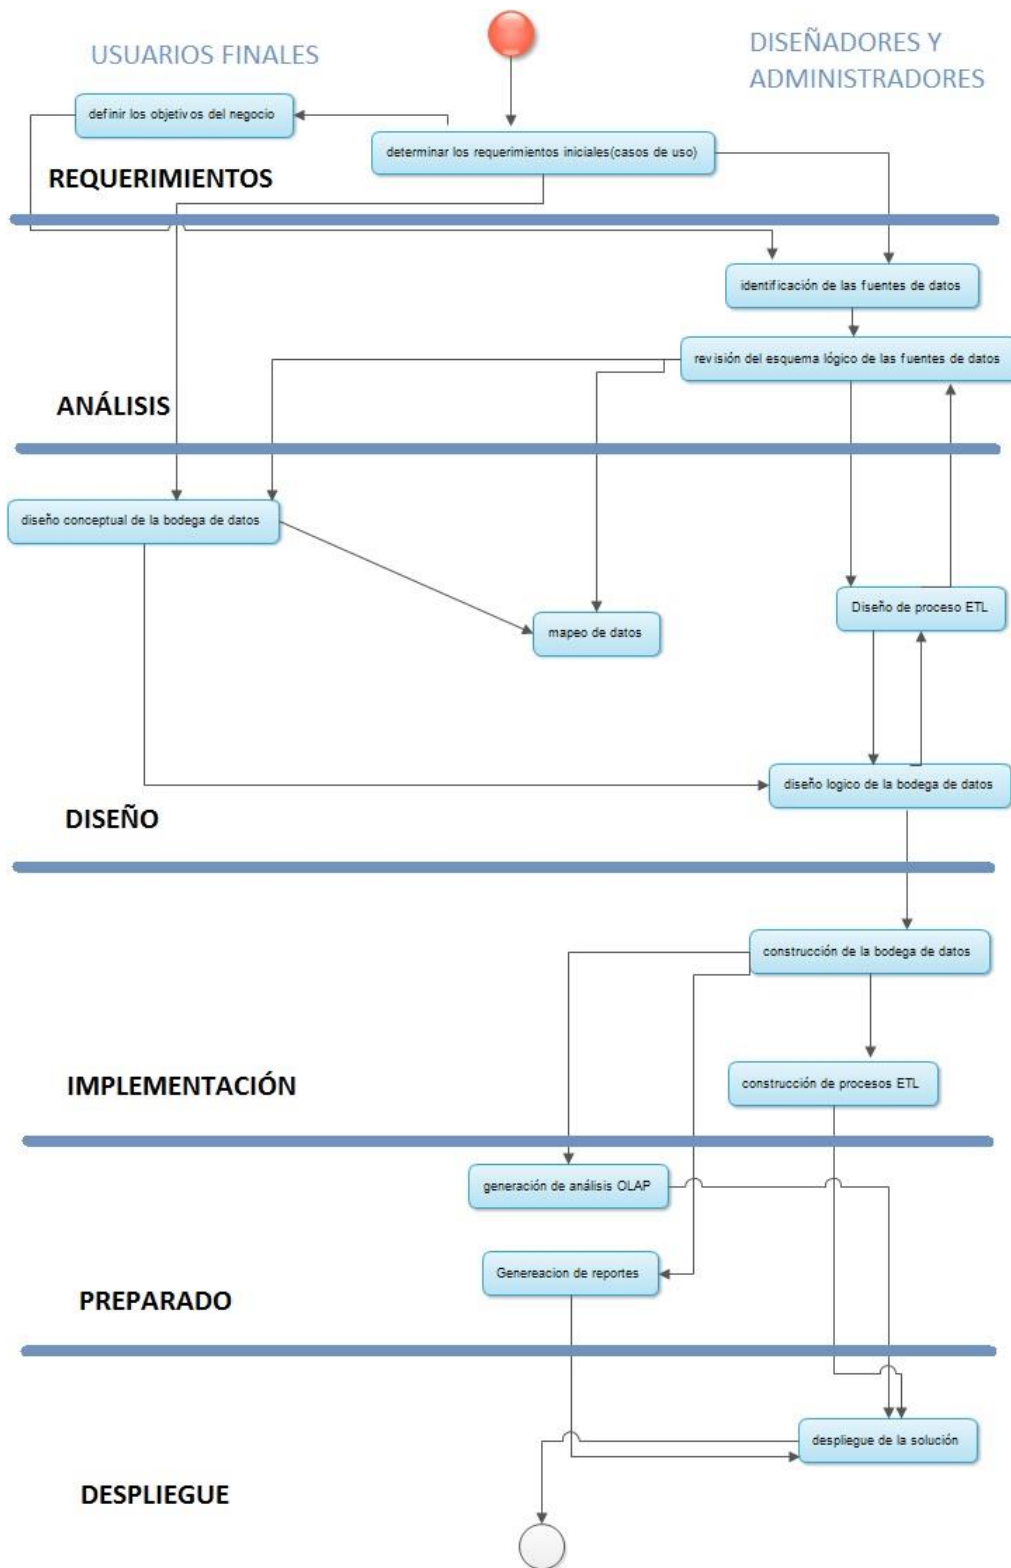 USUARIOS FINALES
DISEÑADORES Y
ADMINISTRADORES
definir los objetivos del negocio
determinar los requerimientos iniciales(casos de uso)
REQUERIMIENTOS
identificación de las fuentes de datos
revisión del esquema lógico de las fuentes de datos
ANÁLISIS
diseño conceptual de la bodega de datos
Diseño de proceso ETL
mapeo de datos
diseño logico de la bodega de datos
DISEÑO
construcción de la bodega de datos
construcción de procesos ETL
IMPLEMENTACIÓN
generación de análisis OLAP
Genereacion de reportes
PREPARADO
despliegue de la solución
DESPLIEGUE